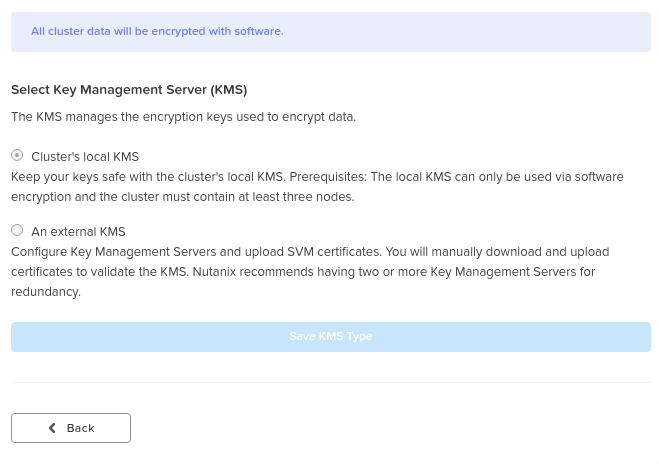 All cluster data will be encrypted with software.
Select Key Management Server (KMS)
The KMS manages the encryption keys used to encrypt data.
Cluster's local KMS
Keep your keys safe with the cluster's local KMS. Prerequisites: The local KMS can only be used via software
encryption and the cluster must contain at least three nodes.
An external KMS
Configure Key Management Servers and upload SVM certificates. You will manually download and upload
certificates to validate the KMS. Nutanix recommends having two or more Key Management Servers for
redundancy.
Save KMS Type
Back